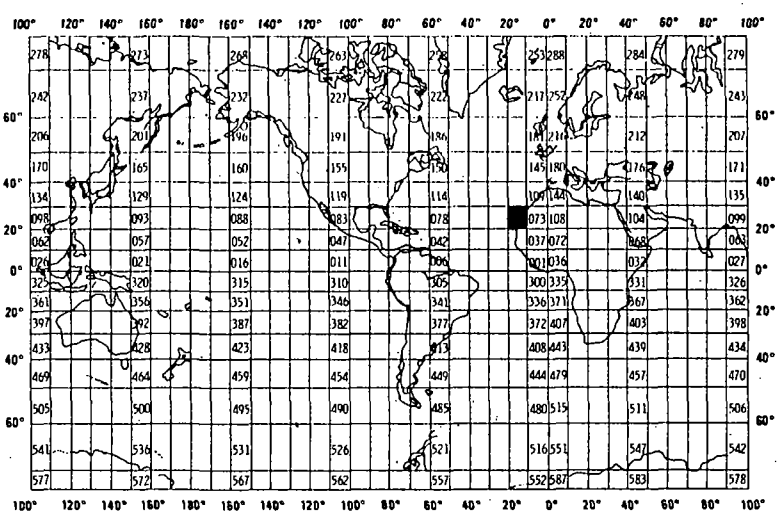 100° 120° 140° 160° 180° 160° 140° 120° 100° 80° 60° 40° 20° 0° 20° 40° 60° 80° 100°
278 273 268 263 258 253 288 284 279
242 237 232 227 222 217 252 248 243
60° 60°
206 201 196 191 186 181 216 212 207
170 165 160 155 150 145 180 176 171
40° 40°
134 129 124 119 114 109 144 140 135
098 093 088 083 078 073 108 104 099
20° 20°
062 057 052 047 042 037 072 068 063
026 021 016 011 006 001 036 032 027
0° 0°
325 320 315 310 305 300 335 331 326
361 356 351 346 341 336 371 367 362
20° 20°
397 392 387 382 377 372 407 403 398
433 428 423 418 413 408 443 439 434
40° 40°
469 464 459 454 449 444 479 457 470
505 500 495 490 485 480 515 511 506
60° 60°
541 536 531 526 521 516 551 547 542
577 572 567 562 557 552 587 583 578
100° 120° 140° 160° 180° 160° 140° 120° 100° 80° 60° 40° 20° 0° 20° 40° 60° 80° 100°